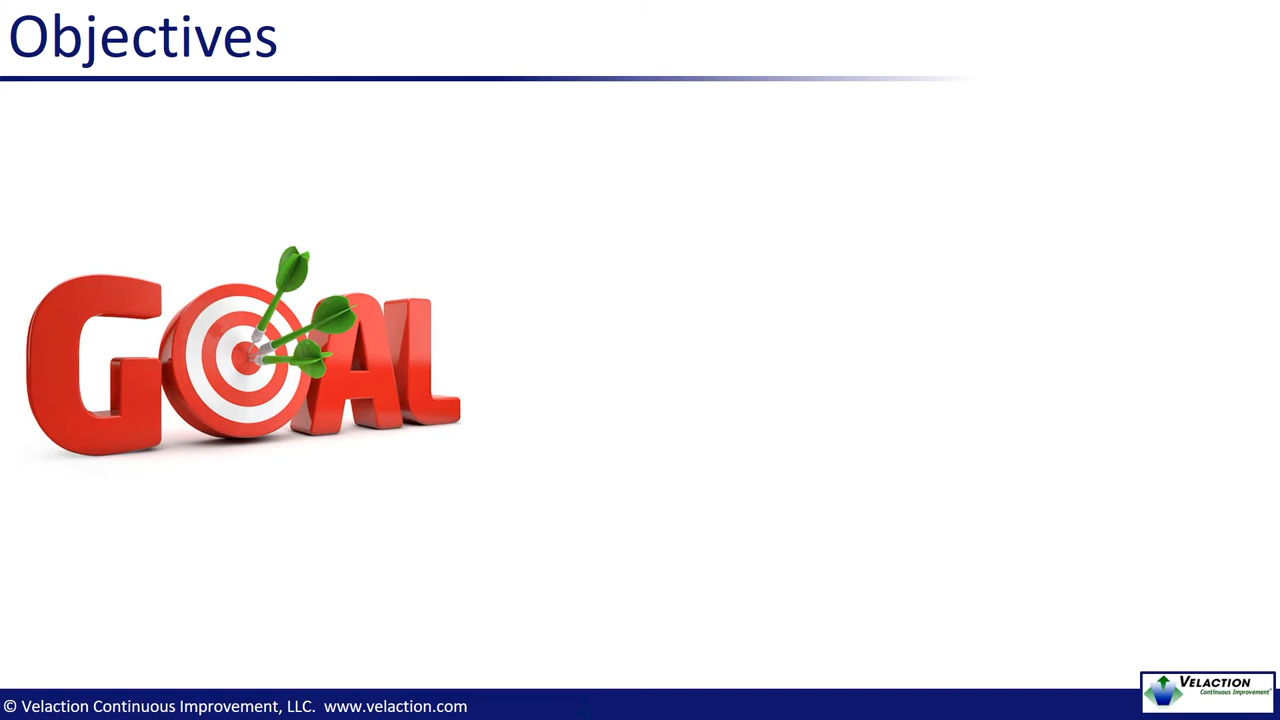 Objectives
GOAL
© Velaction Continuous Improvement, LLC. www.velaction.com
VELACTION
Continuous Improvement®